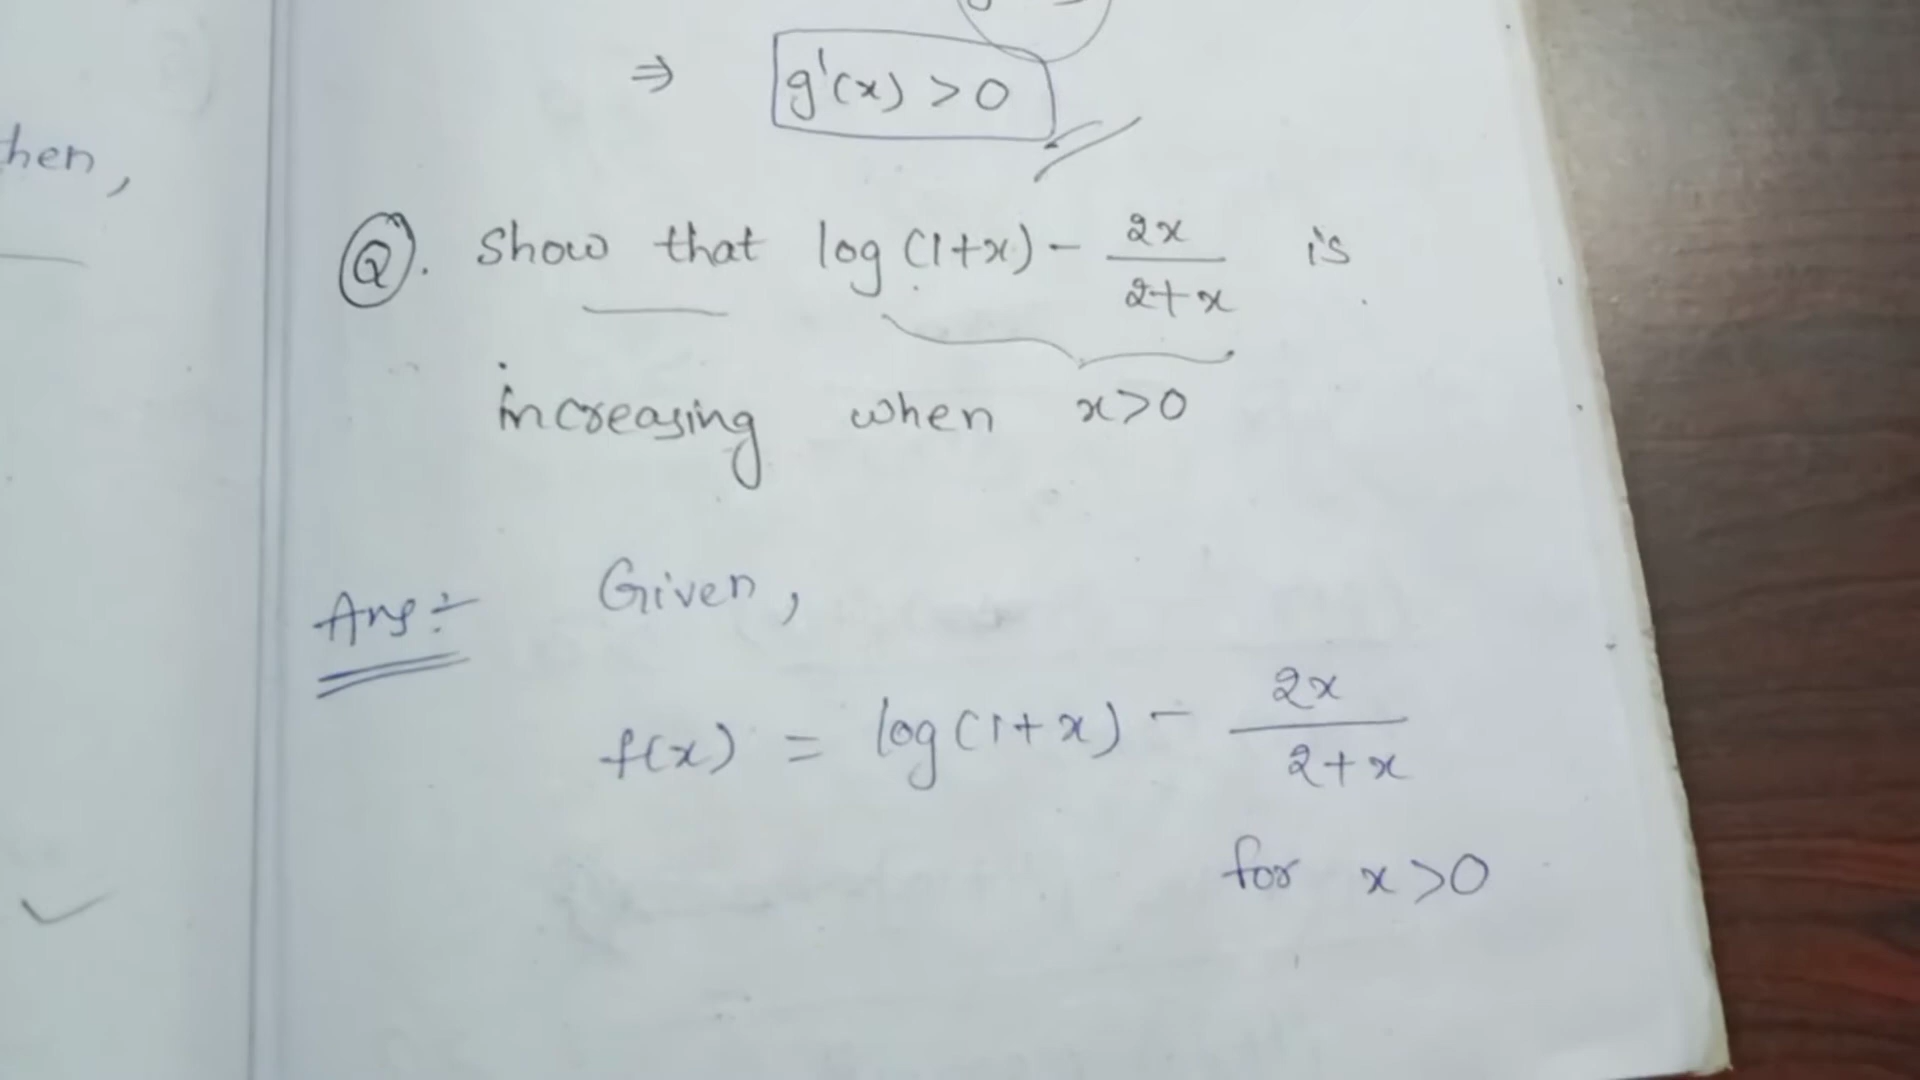 ⇒ g'(x) > 0
hen,
Q. Show that log (1+x) - 2x/2+x is
increasing when x>0
Ans:- Given,
f(x) = log (1+x) - 2x/2+x
for x>0